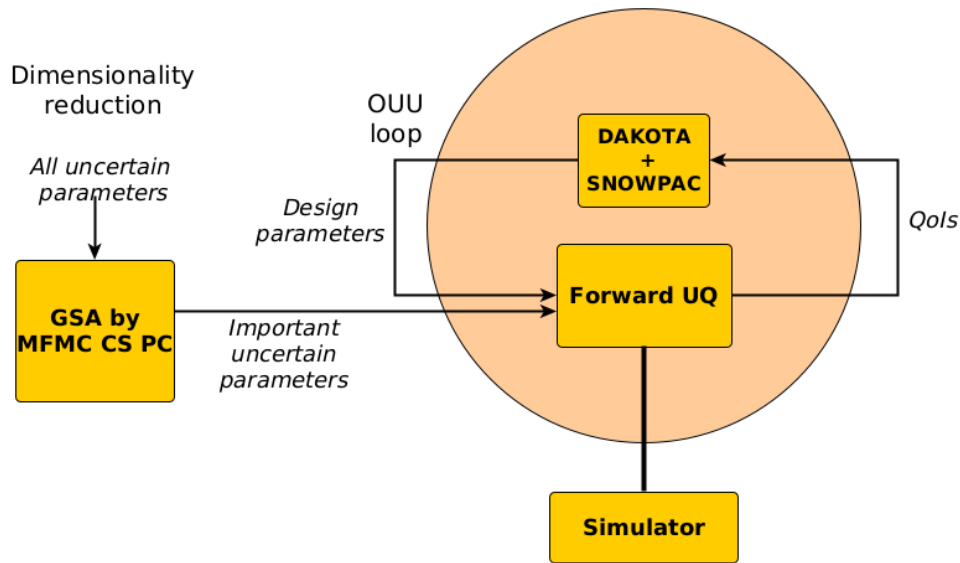 Dimensionality
reduction
All uncertain
parameters
GSA by
MFMC CS PC
Important
uncertain
parameters
OUU
loop
Design
parameters
DAKOTA
+
SNOWPAC
Forward UQ
QoIs
Simulator